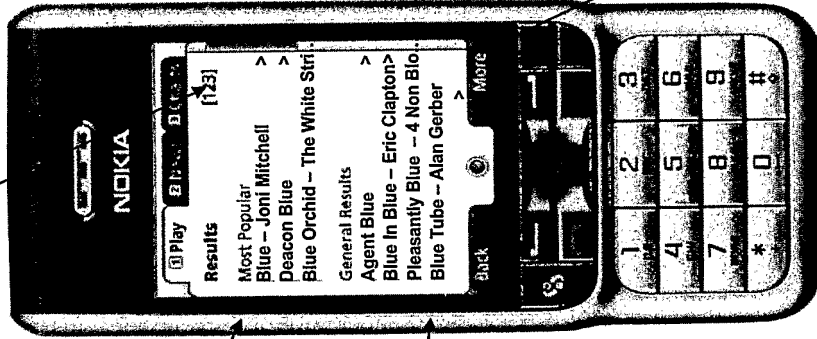 NOKIA
1 Play
Results [123]
Most Popular
Blue – Joni Mitchell >
Deacon Blue >
Blue Orchid – The White Stri..
General Results
Agent Blue >
Blue In Blue – Eric Clapton>
Pleasantly Blue – 4 Non Blo..
Blue Tube – Alan Gerber
>
Back More
1 2 3
4 5 6
7 8 9
* 0 #